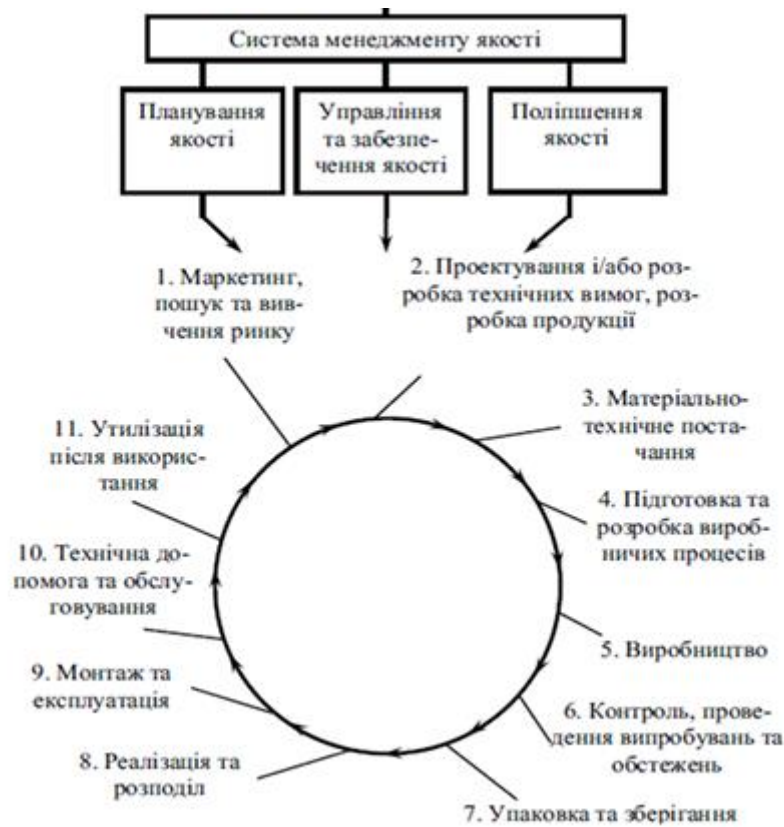 Система менеджменту якості
Планування
якості
Управління
та забезпе-
чення якості
Поліпшення
якості
1. Маркетинг,
пошук та вив-
чення ринку
2. Проектування і/або роз-
робка технічних вимог, роз-
робка продукції
3. Матеріально-
технічне поста-
чання
4. Підготовка та
розробка вироб-
ничих процесів
5. Виробництво
6. Контроль, прове-
дення випробувань та
обстежень
7. Упаковка та зберігання
8. Реалізація та
розподіл
9. Монтаж та
експлуатація
10. Технічна до-
помога та обслу-
говування
11. Утилізація
після викорис-
тання